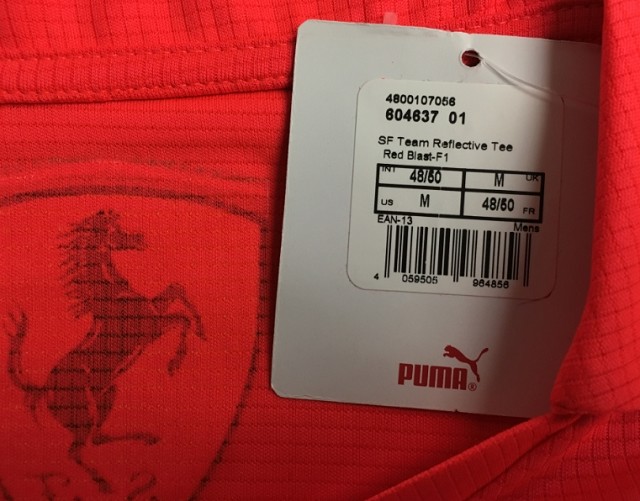 4800107056
604637 01
SF Team Reflective Tee
Red Blast-F1
INT 48/50 M UK
US M 48/50 FR
EAN-13 Mens
4 059505 964856
PUMA®
S F